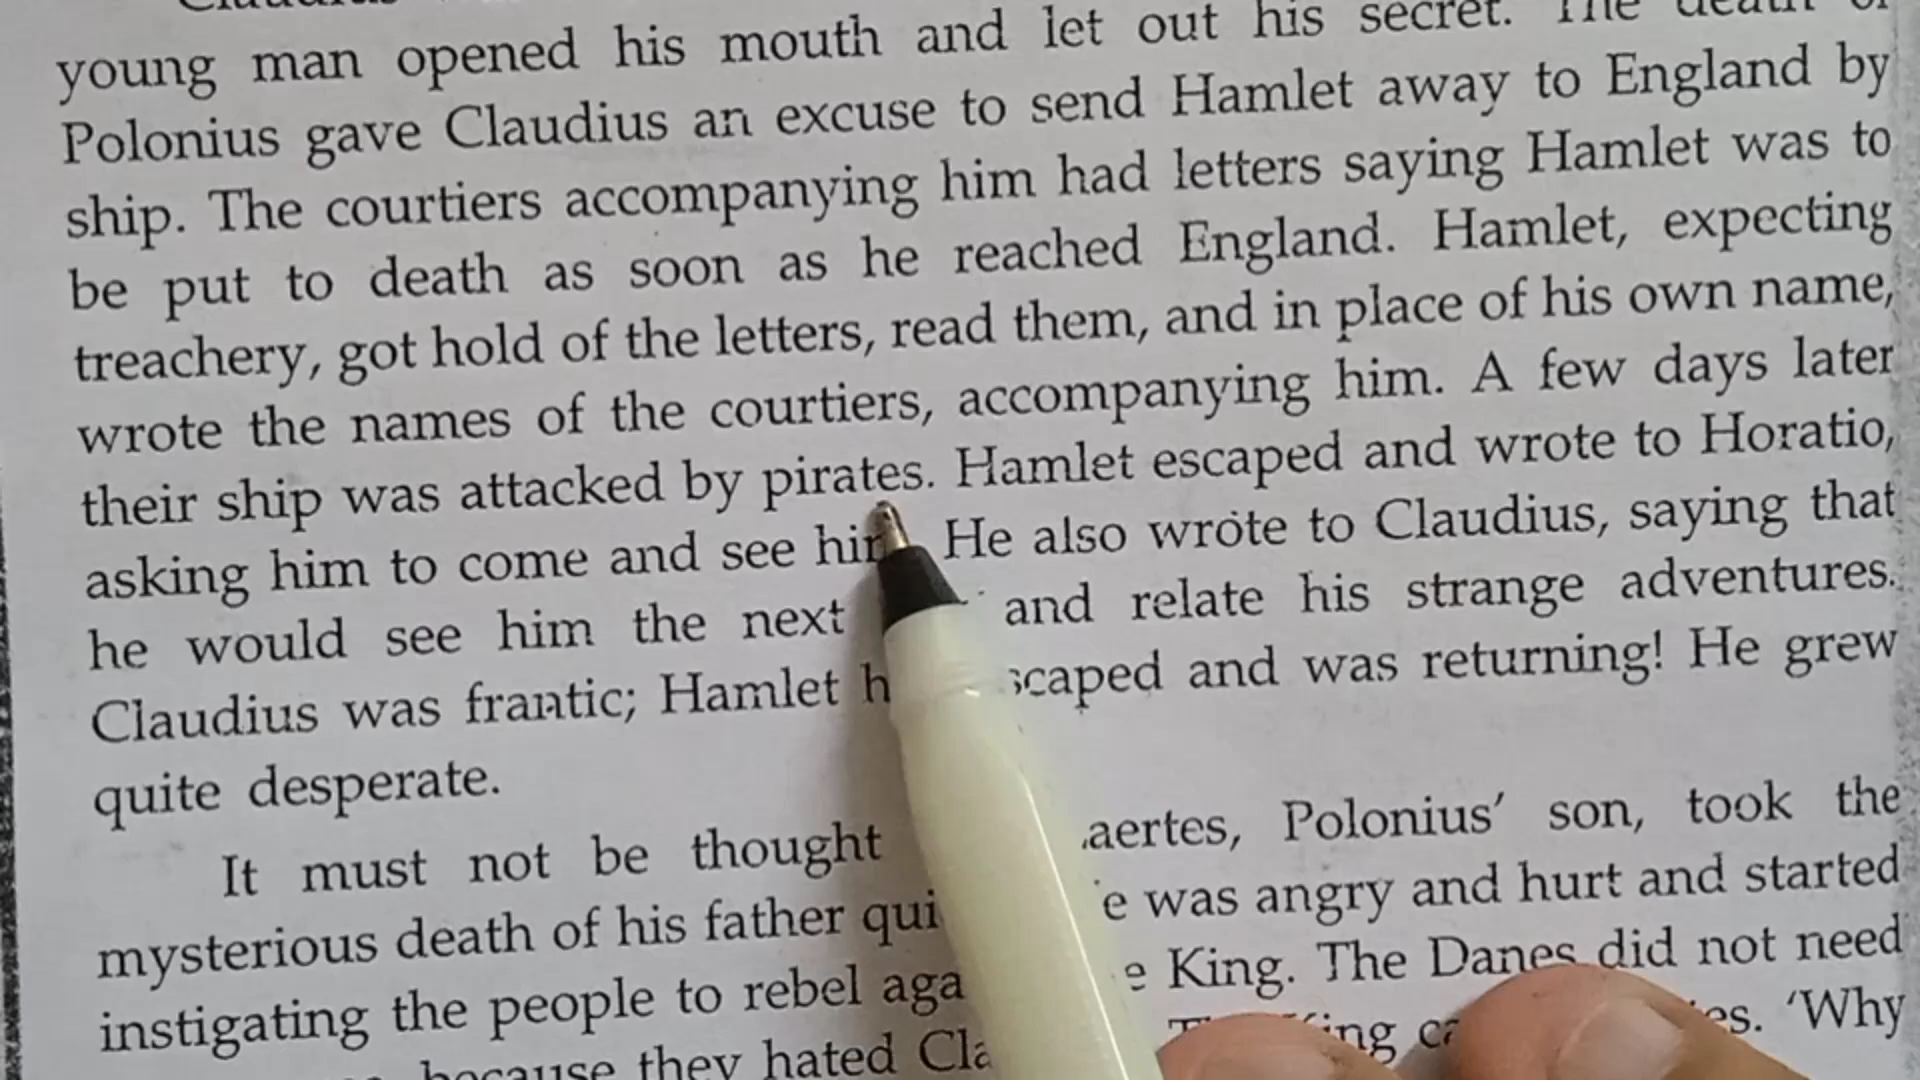 young man opened his mouth and let out his secret. The death of
Polonius gave Claudius an excuse to send Hamlet away to England by
ship. The courtiers accompanying him had letters saying Hamlet was to
be put to death as soon as he reached England. Hamlet, expecting
treachery, got hold of the letters, read them, and in place of his own name,
wrote the names of the courtiers, accompanying him. A few days later
their ship was attacked by pirates. Hamlet escaped and wrote to Horatio,
asking him to come and see him. He also wrote to Claudius, saying that
he would see him the next and relate his strange adventures.
Claudius was frantic; Hamlet escaped and was returning! He grew
quite desperate.
It must not be thought Laertes, Polonius' son, took the
mysterious death of his father was angry and hurt and started
instigating the people to rebel King. The Danes did not need
because they hated 'Why